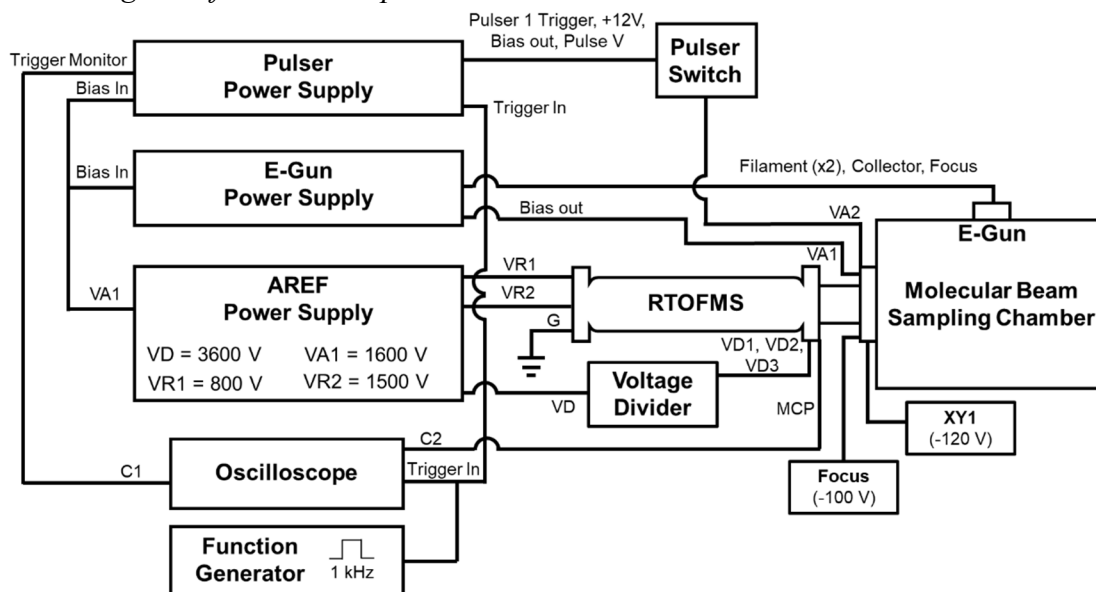 Pulser 1 Trigger, +12V,
Bias out, Pulse V
Trigger Monitor
Pulser
Power Supply
Pulser
Switch
Bias In
Trigger In
Bias In
E-Gun
Power Supply
Filament (x2), Collector, Focus
Bias out
VA2
E-Gun
VA1
VR1
AREF
Power Supply
VA1
VR2
RTOFMS
Molecular Beam
Sampling Chamber
G
VD = 3600 V VA1 = 1600 V
VR1 = 800 V VR2 = 1500 V
VD1, VD2,
VD3
Voltage
Divider
VD
MCP
XY1
(-120 V)
C2
C1
Oscilloscope
Trigger In
Focus
(-100 V)
Function
Generator
1 kHz